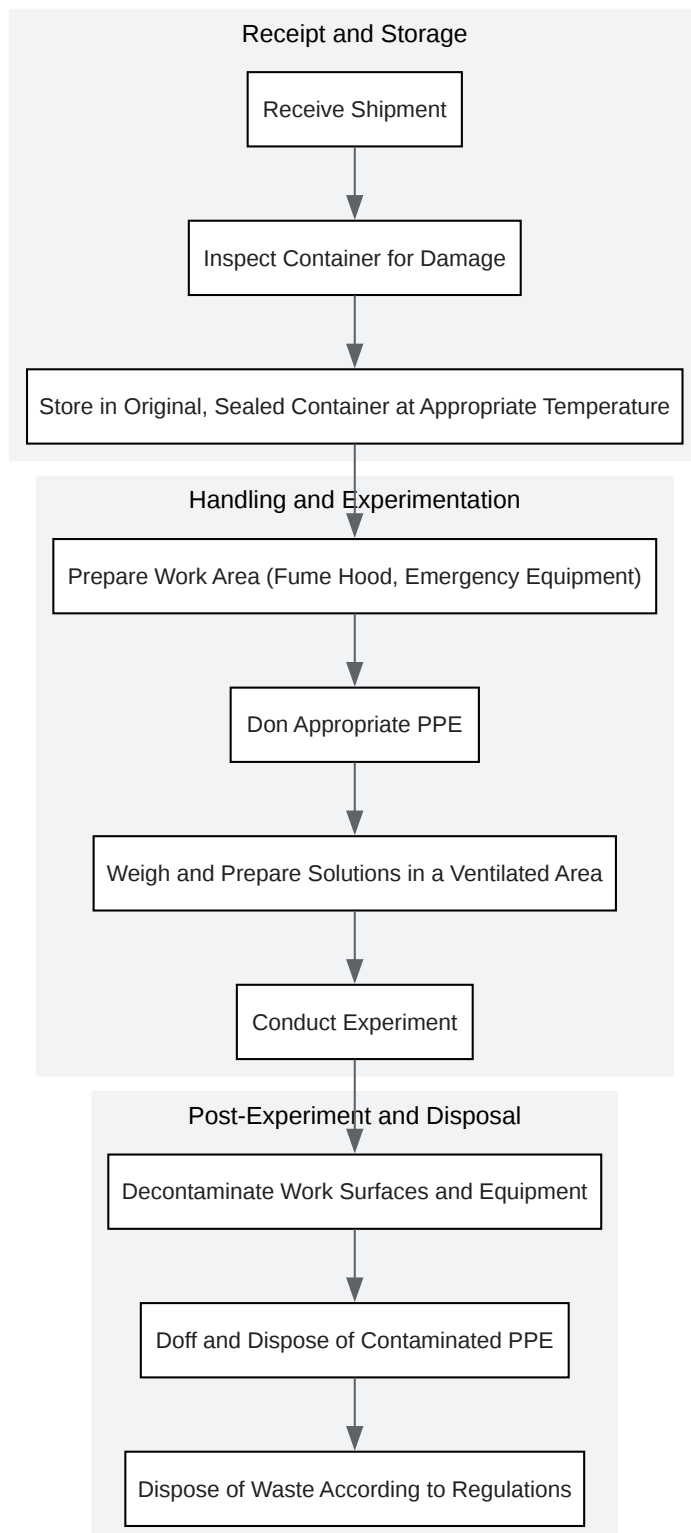 Receipt and Storage
Receive Shipment
Inspect Container for Damage
Store in Original, Sealed Container at Appropriate Temperature
Handling and Experimentation
Prepare Work Area (Fume Hood, Emergency Equipment)
Don Appropriate PPE
Weigh and Prepare Solutions in a Ventilated Area
Conduct Experiment
Post-Experiment and Disposal
Decontaminate Work Surfaces and Equipment
Doff and Dispose of Contaminated PPE
Dispose of Waste According to Regulations